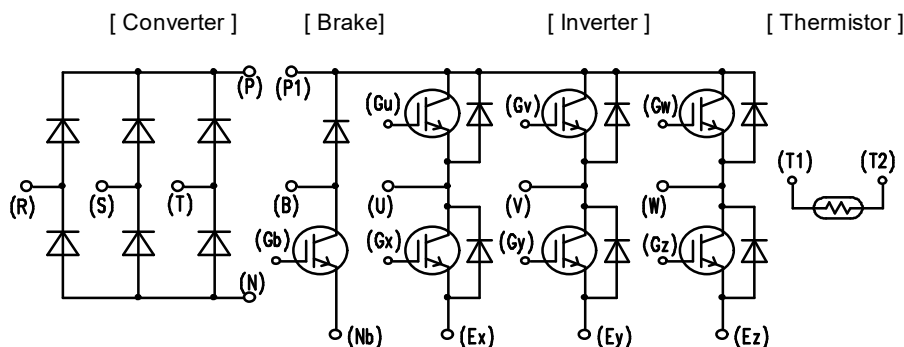 [ Converter ] [ Brake] [ Inverter ] [ Thermistor ]
(P) (P1) (Gu) (Gv) (Gw)
(T1) (T2)
(R) (S) (T) (B) (U) (V) (W)
(Gb) (Gx) (Gy) (Gz)
(N)
(Nb) (Ex) (Ey) (Ez)